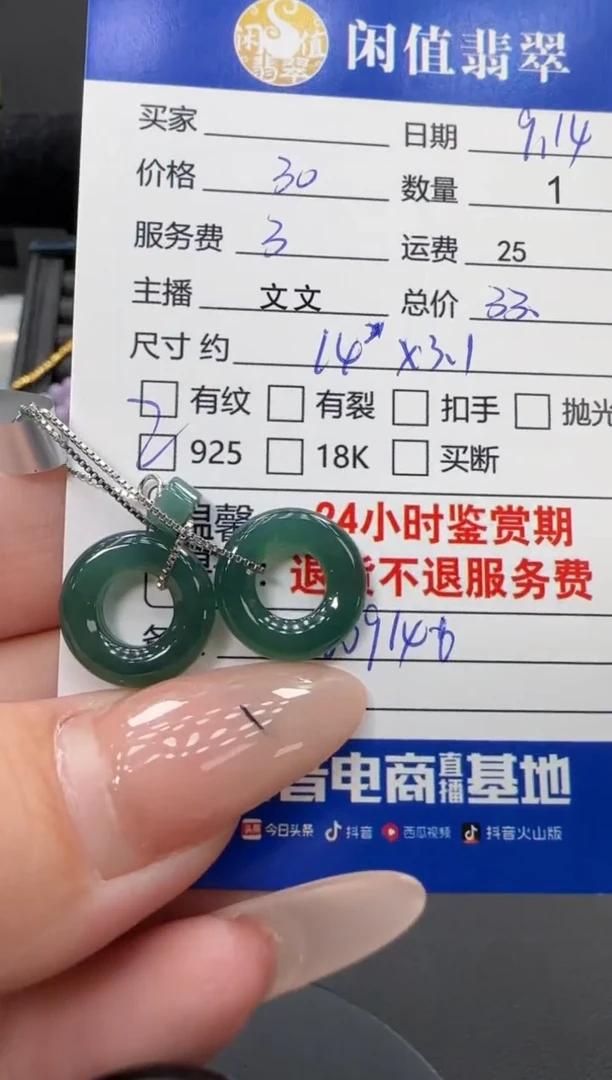 闲值
翡翠
闲值翡翠
买家 日期 9.14
价格 30 数量 1
服务费 3 运费 25
主播 文文 总价 33
尺寸 约 14 x3.1
有纹 有裂 扣手 抛光
925 18K 买断
温馨 24小时鉴赏期
退货不退服务费
电商直播基地
头条 今日头条 抖音 西瓜视频 抖音火山版